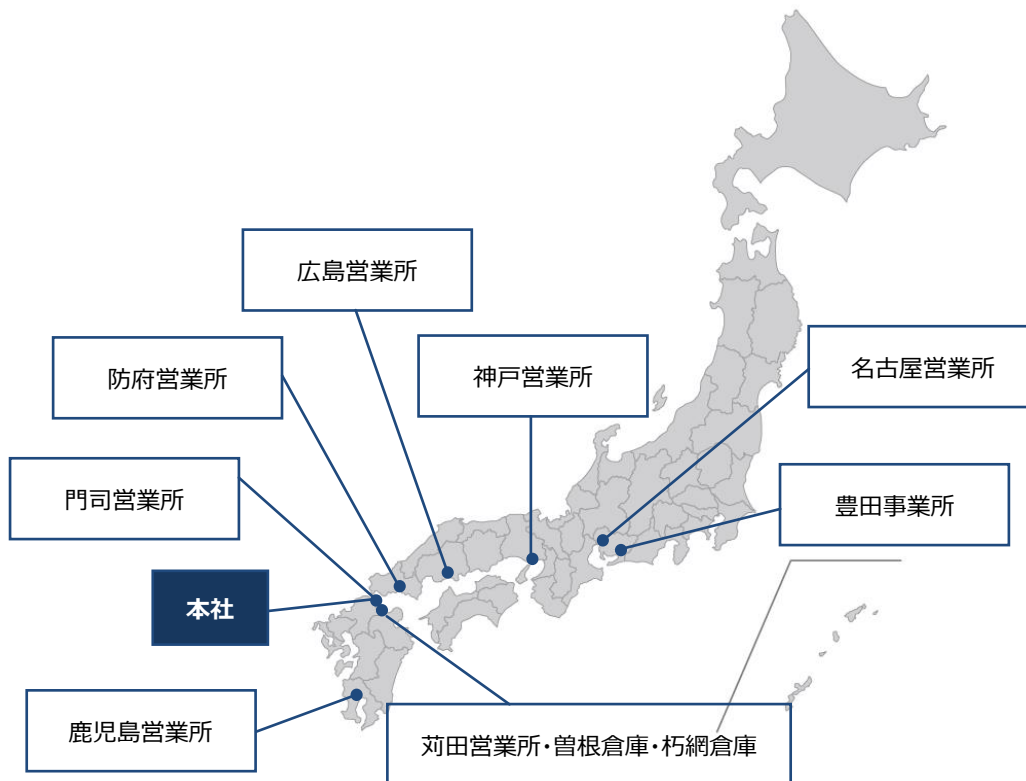 広島営業所
防府営業所
神戸営業所
名古屋営業所
門司営業所
豊田事業所
本社
鹿児島営業所
苅田営業所・曽根倉庫・朽網倉庫